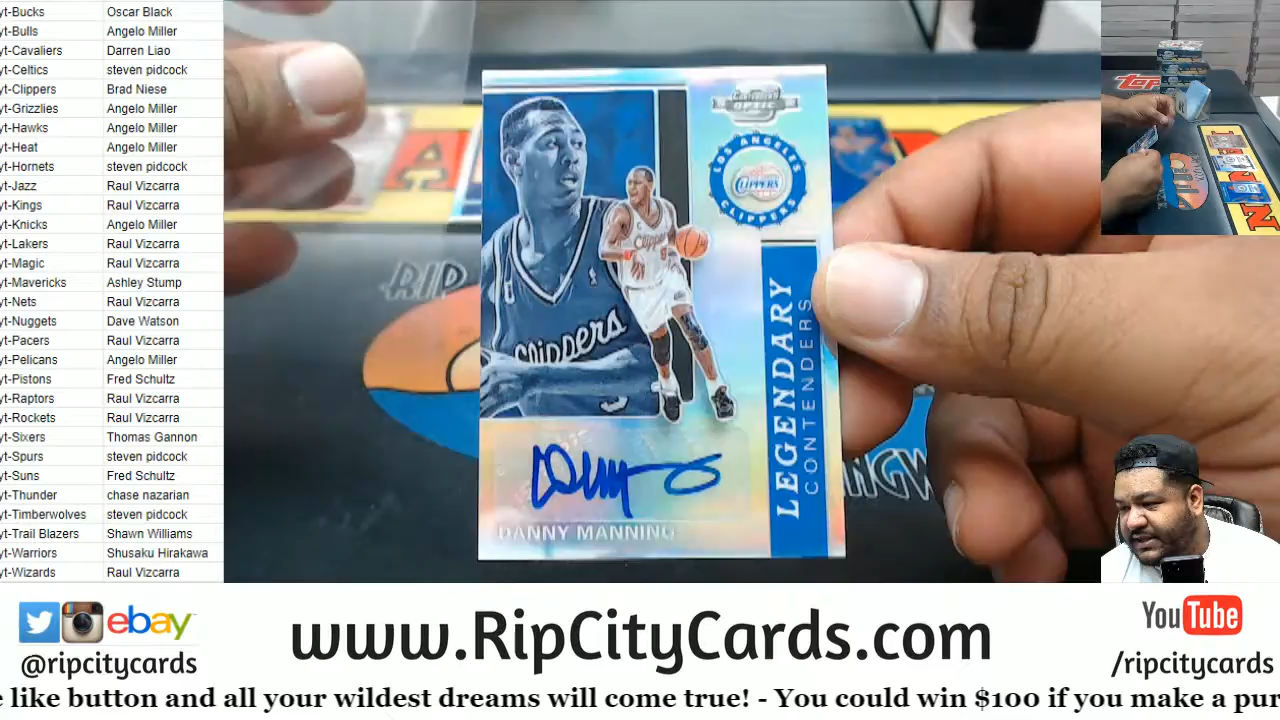 yt-Bucks Oscar Black
yt-Bulls Angelo Miller
yt-Cavaliers Darren Liao
yt-Celtics steven pidcock
yt-Clippers Brad Niese
yt-Grizzlies Angelo Miller
yt-Hawks Angelo Miller
yt-Heat Angelo Miller
yt-Hornets steven pidcock
yt-Jazz Raul Vizcarra
yt-Kings Raul Vizcarra
yt-Knicks Angelo Miller
yt-Lakers Raul Vizcarra
yt-Magic Raul Vizcarra
yt-Mavericks Ashley Stump
yt-Nets Raul Vizcarra
yt-Nuggets Dave Watson
yt-Pacers Raul Vizcarra
yt-Pelicans Angelo Miller
yt-Pistons Fred Schultz
yt-Raptors Raul Vizcarra
yt-Rockets Raul Vizcarra
yt-Sixers Thomas Gannon
yt-Spurs steven pidcock
yt-Suns Fred Schultz
yt-Thunder chase nazarian
yt-Timberwolves steven pidcock
yt-Trail Blazers Shawn Williams
yt-Warriors Shusaku Hirakawa
yt-Wizards Raul Vizcarra
CONTENDERS
OPTIC
LOS ANGELES
CLIPPERS
CLIPPERS
Clippers
Clippers
LEGENDARY
CONTENDERS
DANNY MANNING
RIP
topps
ebay
@ripcitycards
www.RipCityCards.com
YouTube
/ripcitycards
e like button and all your wildest dreams will come true! - You could win $100 if you make a pur